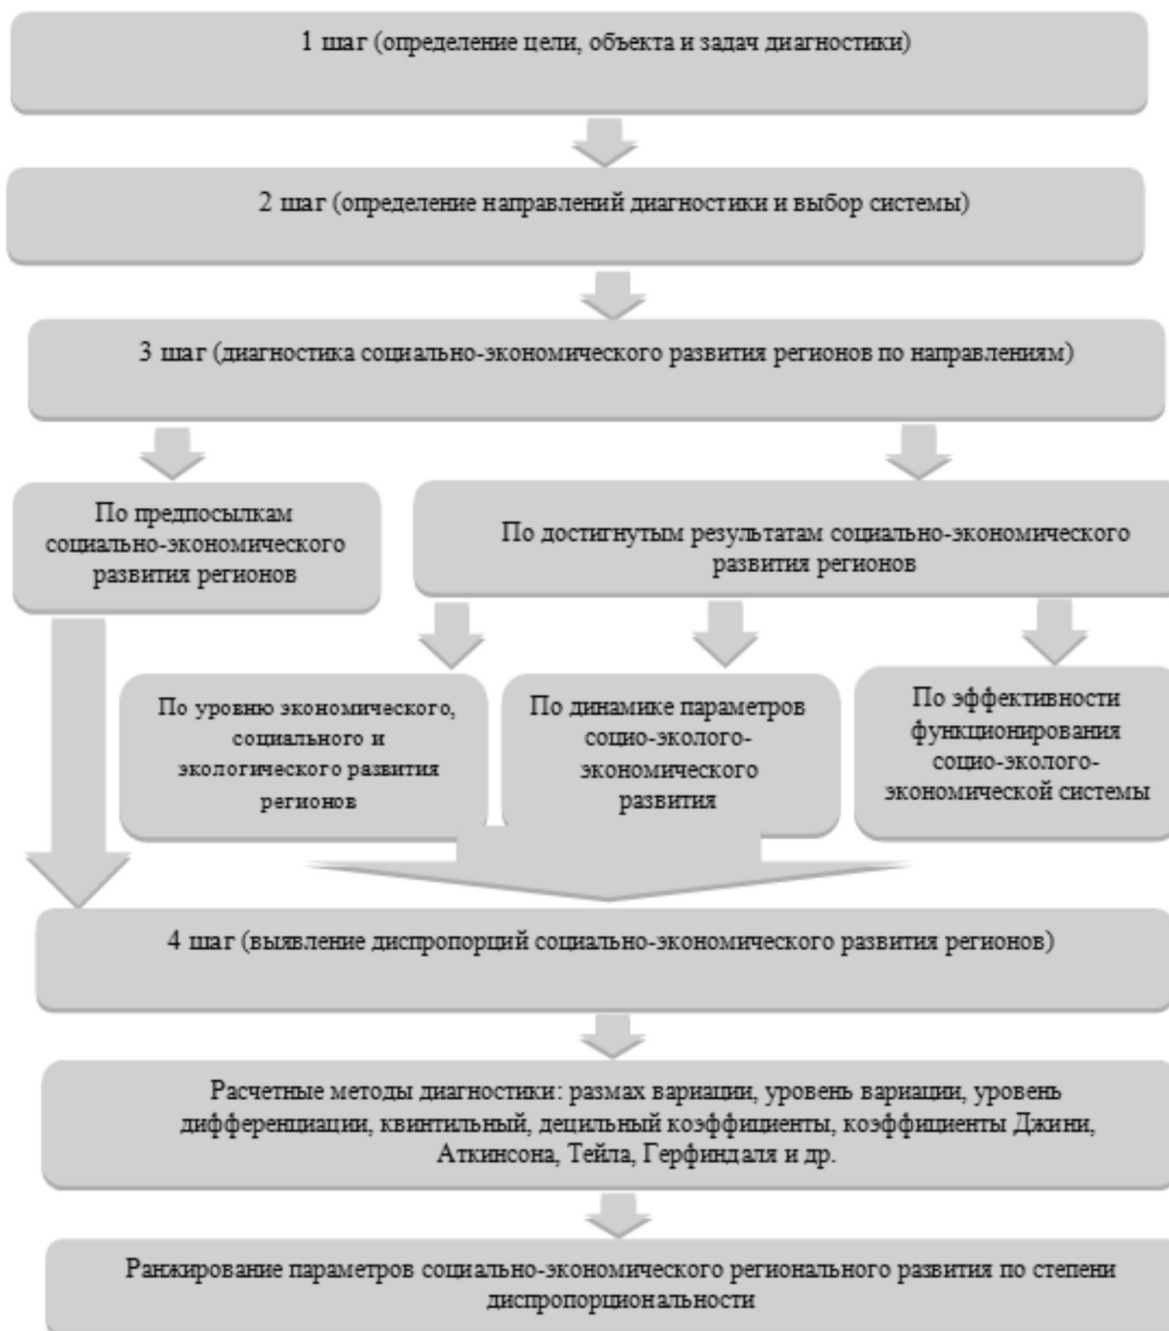 1 шаг (определение цели, объекта и задач диагностики)
2 шаг (определение направлений диагностики и выбор системы)
3 шаг (диагностика социально-экономического развития регионов по направлениям)
По предпосылкам
социально-экономического
развития регионов
По достигнутым результатам социально-экономического
развития регионов
По уровню экономического,
социального и
экологического развития
регионов
По динамике параметров
социо-эколого-
экономического
развития
По эффективности
функционирования
социо-эколого-
экономической системы
4 шаг (выявление диспропорций социально-экономического развития регионов)
Расчетные методы диагностики: размах вариации, уровень вариации, уровень
дифференциации, квинтильный, децильный коэффициенты, коэффициенты Джини,
Аткинсона, Тейла, Герфиндаля и др.
Ранжирование параметров социально-экономического регионального развития по степени
диспропорциональности